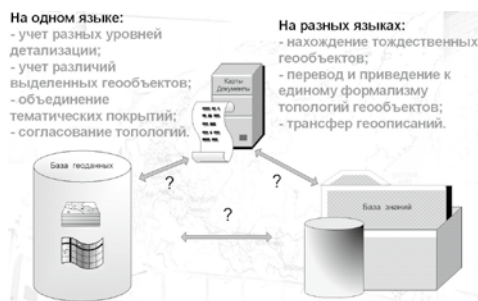 На одном языке:
- учет разных уровней
детализации;
- учет различий
выделенных геообъектов;
- объединение
тематических покрытий;
- согласование топологий.
На разных языках:
- нахождение тождественных
геообъектов;
- перевод и приведение к
единому формализму
топологий геообъектов;
- трансфер геоописаний.
Карты
Документы
База геоданных
?
?
?
База знаний